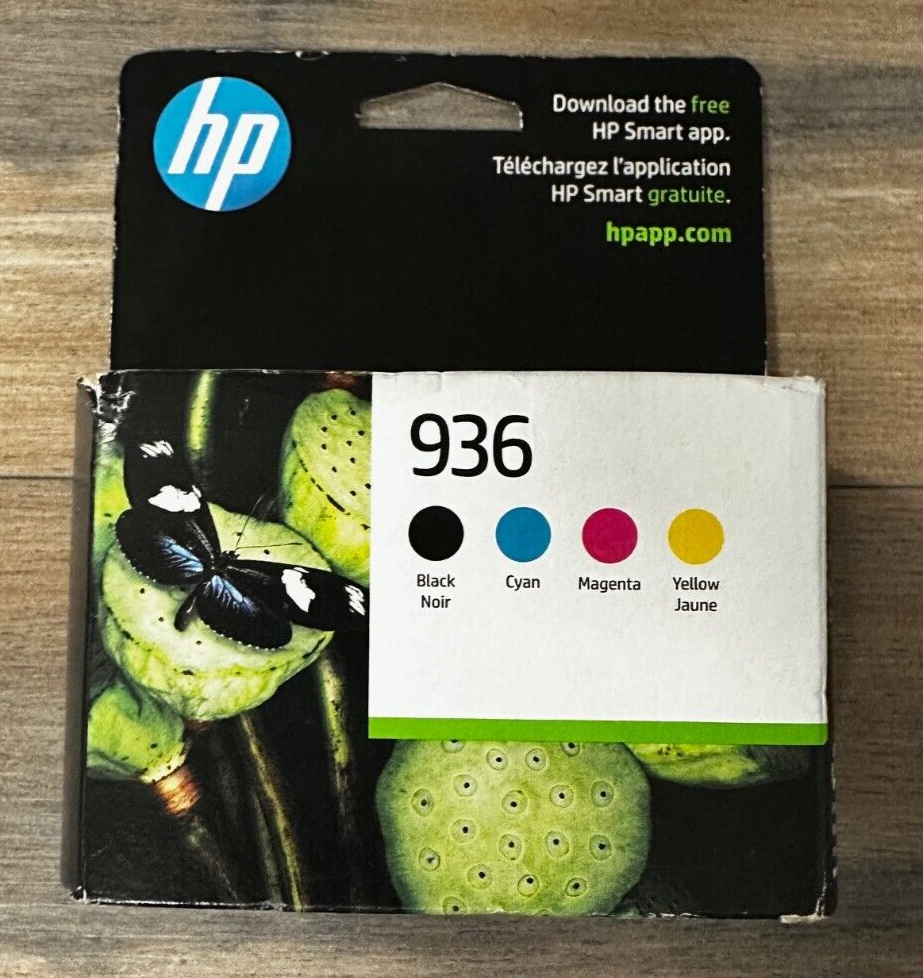 hp
Download the free
HP Smart app.
Téléchargez l'application
HP Smart gratuite.
hpapp.com
936
Black
Noir
Cyan
Magenta
Yellow
Jaune